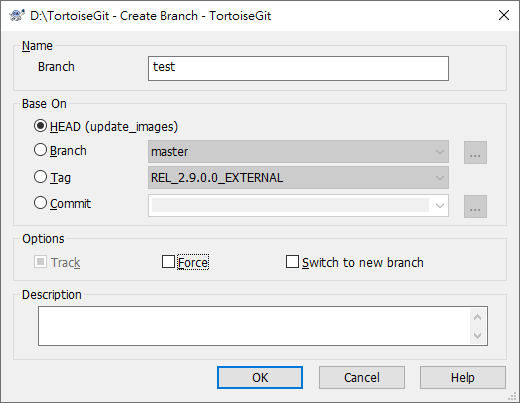 D:\TortoiseGit - Create Branch - TortoiseGit
Name
Branch
test
Base On
HEAD (update_images)
Branch
master
...
Tag
REL_2.9.0.0_EXTERNAL
Commit
...
Options
Track
Force
Switch to new branch
Description
OK
Cancel
Help